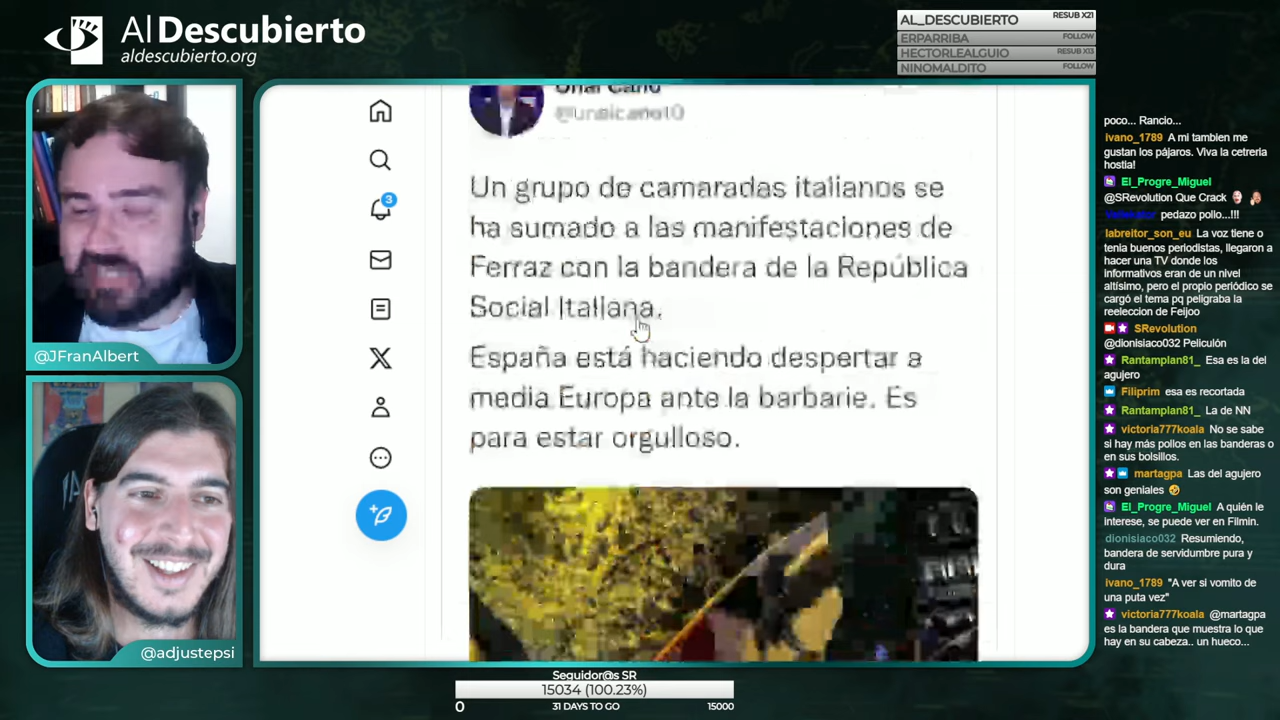 Al Descubierto
aldescubierto.org
AL_DESCUBIERTO RESUB X21
ERPARRIBA FOLLOW
HECTORLEALGUIO RESUB X13
NINOMALDITO FOLLOW
@JFranAlbert
@adjustepsi
Unai Cano
@unaicano10
3
Un grupo de camaradas italianos se
ha sumado a las manifestaciones de
Ferraz con la bandera de la República
Social Italiana.
España está haciendo despertar a
media Europa ante la barbarie. Es
para estar orgulloso.
poco... Rancio...
ivano_1789 A mi tambien me
gustan los pájaros. Viva la cetreria
hostia!
El_Progre_Miguel
@SRevolution Que Crack
pedazo pollo...!!!
labreitor_son_eu La voz tiene o
tenia buenos periodistas, llegaron a
hacer una TV donde los
informativos eran de un nivel
altísimo, pero el propio periódico se
cargó el tema pq peligraba la
reeleccion de Feijoo
SRevolution
@dionisiaco032 Peliculón
Rantamplan81_ Esa es la del
agujero
Filiprim esa es recortada
Rantamplan81_ La de NN
victoria777koala No se sabe
si hay más pollos en las banderas o
en sus bolsillos.
martagpa Las del agujero
son geniales
El_Progre_Miguel A quién le
interese, se puede ver en Filmin.
dionisiaco032 Resumiendo,
bandera de servidumbre pura y
dura
ivano_1789 "A ver si vomito de
una puta vez"
victoria777koala @martagpa
es la bandera que muestra lo que
hay en su cabeza.. un hueco...
Seguidor@s SR
15034 (100.23%)
0 31 DAYS TO GO 15000